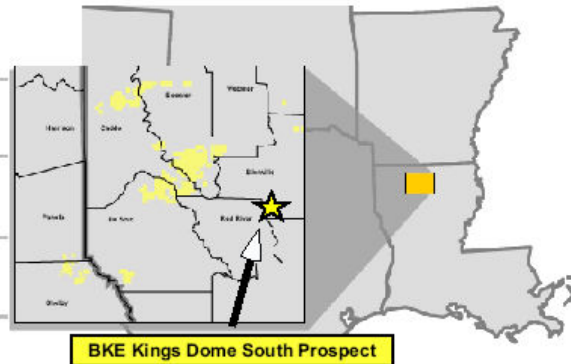 Bossier
Webster
Harrison
Caddo
Bienville
Panola
De Soto
Red River
Shelby
BKE Kings Dome South Prospect